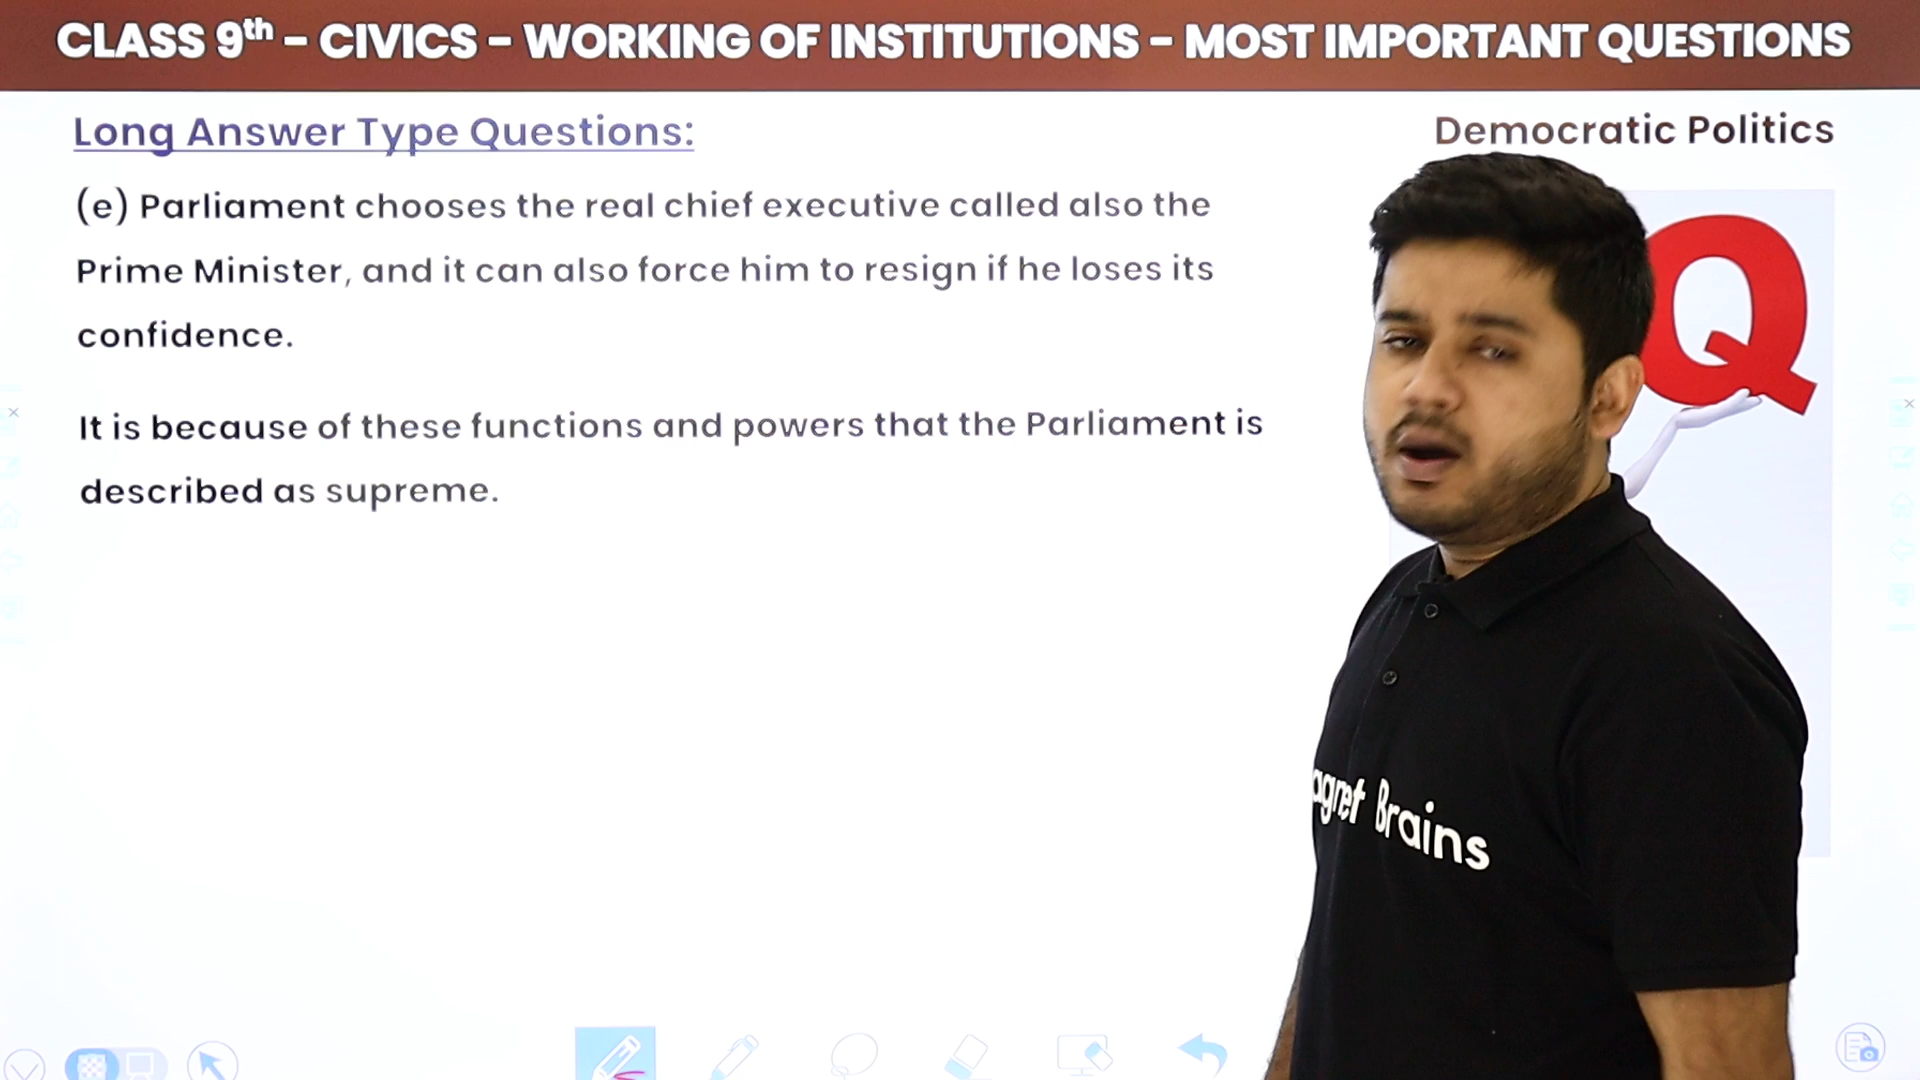 CLASS 9th - CIVICS - WORKING OF INSTITUTIONS - MOST IMPORTANT QUESTIONS
Long Answer Type Questions:
Democratic Politics
(e) Parliament chooses the real chief executive called also the
Prime Minister, and it can also force him to resign if he loses its
confidence.
It is because of these functions and powers that the Parliament is
described as supreme.
Q
agnet Brains